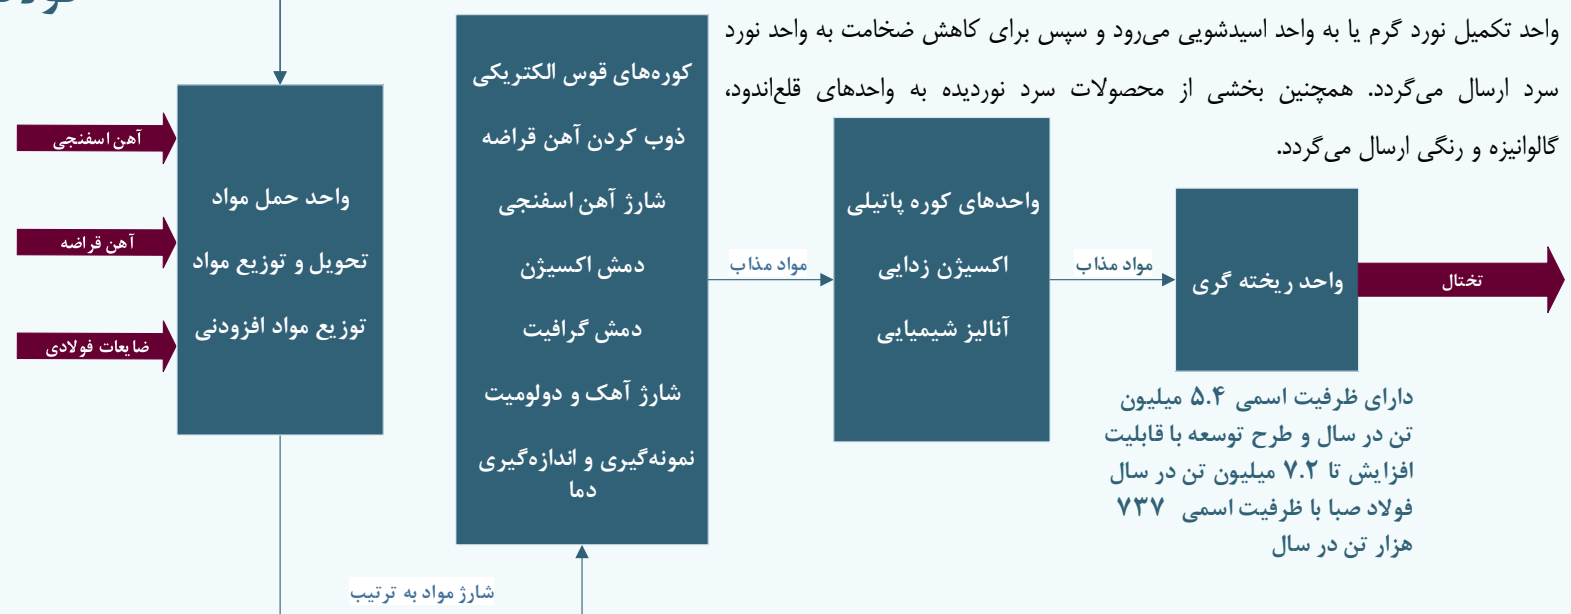 واحد تکمیل نورد گرم یا به واحد اسیدشویی می‌رود و سپس برای کاهش ضخامت به واحد نورد
سرد ارسال می‌گردد. همچنین بخشی از محصولات سرد نوردیده به واحدهای قلع‌اندود،
گالوانیزه و رنگی ارسال می‌گردد.
آهن اسفنجی
آهن قراضه
ضایعات فولادی
واحد حمل مواد
تحویل و توزیع مواد
توزیع مواد افزودنی
کوره‌های قوس الکتریکی
ذوب کردن آهن قراضه
شارژ آهن اسفنجی
دمش اکسیژن
دمش گرافیت
شارژ آهک و دولومیت
نمونه‌گیری و اندازه‌گیری
دما
مواد مذاب
واحدهای کوره پاتیلی
اکسیژن زدایی
آنالیز شیمیایی
مواد مذاب
واحد ریخته گری
تختال
دارای ظرفیت اسمی ۵.۴ میلیون
تن در سال و طرح توسعه با قابلیت
افزایش تا ۷.۲ میلیون تن در سال
فولاد صبا با ظرفیت اسمی ۷۳۷
هزار تن در سال
شارژ مواد به ترتیب